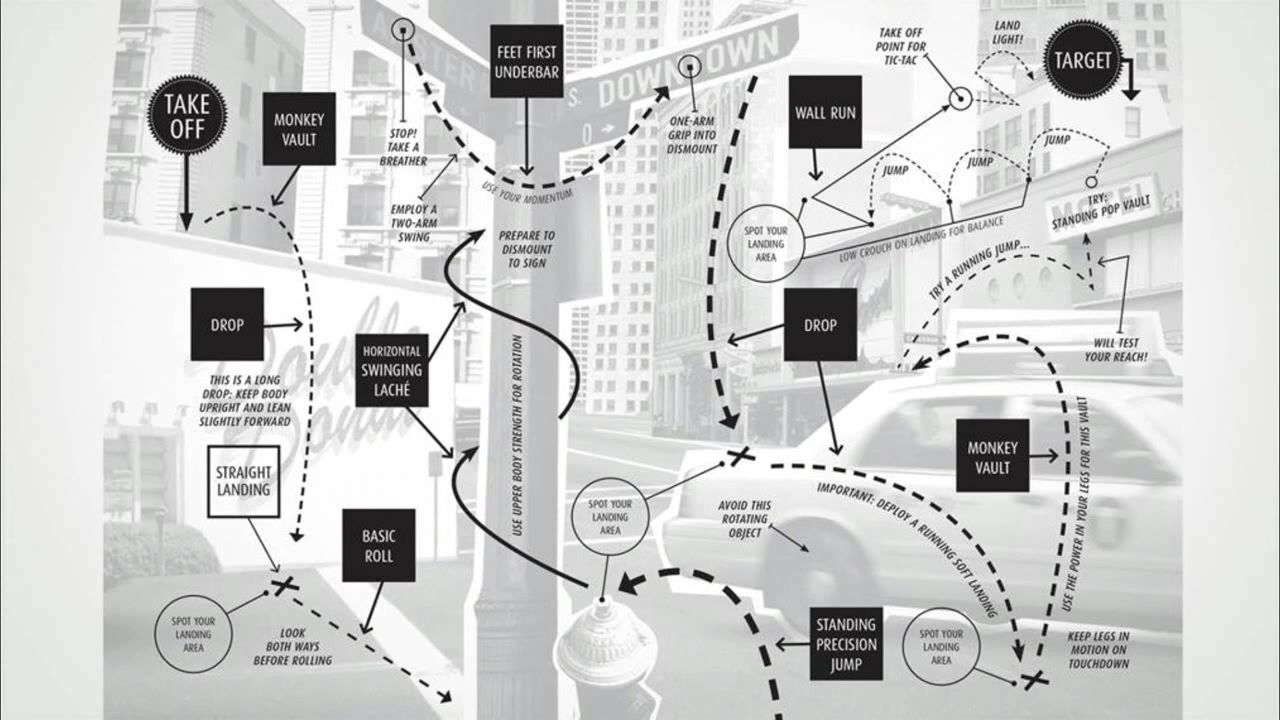 TAKE
OFF
MONKEY
VAULT
STOP!
TAKE A
BREATHER
EMPLOY A
TWO-ARM
SWING
FEET FIRST
UNDERBAR
S. DOWNTOWN
ONE-ARM
GRIP INTO
DISMOUNT
USE YOUR MOMENTUM
PREPARE TO
DISMOUNT
TO SIGN
TAKE OFF
POINT FOR
TIC-TAC
LAND
LIGHT!
TARGET
WALL RUN
JUMP
JUMP
JUMP
SPOT YOUR
LANDING
AREA
LOW CROUCH ON LANDING FOR BALANCE
MOTEL
TRY:
STANDING POP VAULT
TRY A RUNNING JUMP...
WILL TEST
YOUR REACH!
DROP
THIS IS A LONG
DROP: KEEP BODY
UPRIGHT AND LEAN
SLIGHTLY FORWARD
STRAIGHT
LANDING
HORIZONTAL
SWINGING
LACHÉ
USE UPPER BODY STRENGTH FOR ROTATION
DROP
MONKEY
VAULT
USE THE POWER IN YOUR LEGS FOR THIS VAULT
SPOT YOUR
LANDING
AREA
AVOID THIS
ROTATING
OBJECT
IMPORTANT: DEPLOY A RUNNING SOFT LANDING
BASIC
ROLL
SPOT YOUR
LANDING
AREA
LOOK
BOTH WAYS
BEFORE ROLLING
STANDING
PRECISION
JUMP
SPOT YOUR
LANDING
AREA
KEEP LEGS IN
MOTION ON
TOUCHDOWN